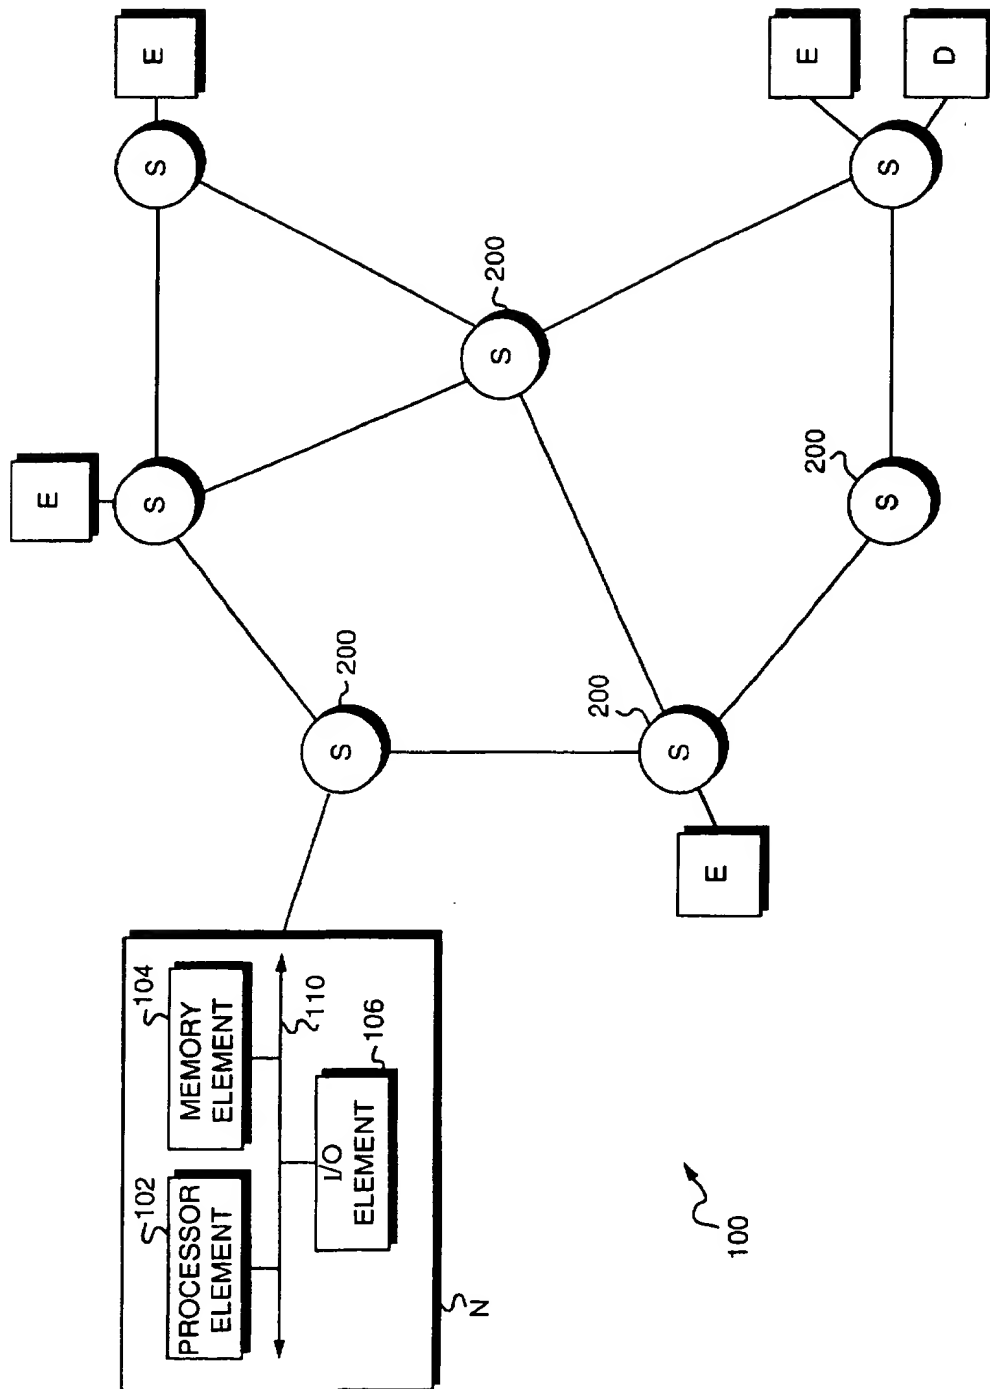 E
102
104
E
S
S
PROCESSOR
ELEMENT
MEMORY
ELEMENT
110
I/O
ELEMENT
106
S
200
N
200
S
200
S
E
100
E
200
S
S
D